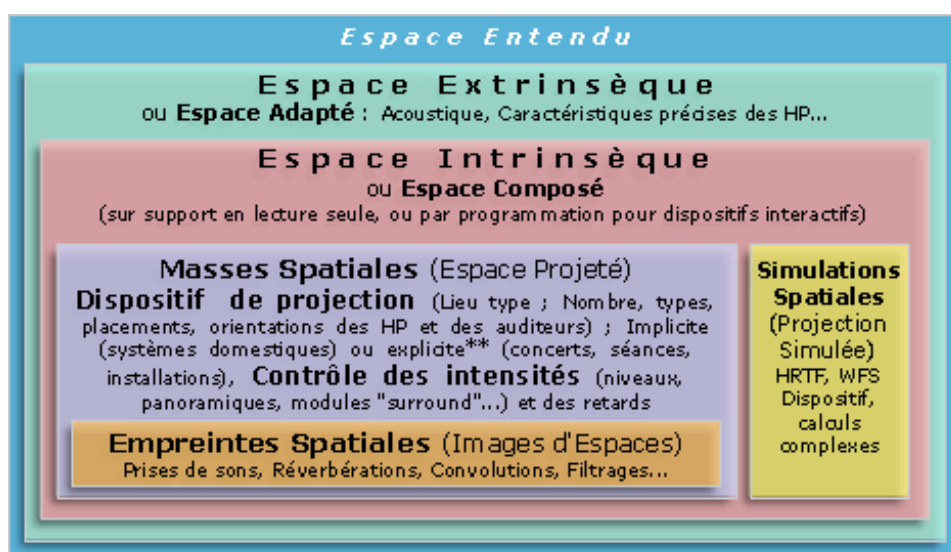 Espace Entendu
Espace Extrinsèque
ou Espace Adapté : Acoustique, Caractéristiques précises des HP...
Espace Intrinsèque
ou Espace Composé
(sur support en lecture seule, ou par programmation pour dispositifs interactifs)
Masses Spatiales (Espace Projeté)
Dispositif de projection (Lieu type ; Nombre, types,
placements, orientations des HP et des auditeurs) ; Implicite
(systèmes domestiques) ou explicite** (concerts, séances,
installations), Contrôle des intensités (niveaux,
panoramiques, modules "surround"...) et des retards
Empreintes Spatiales (Images d'Espaces)
Prises de sons, Réverbérations, Convolutions, Filtrages...
Simulations
Spatiales
(Projection
Simulée)
HRTF, WFS
Dispositif,
calculs
complexes